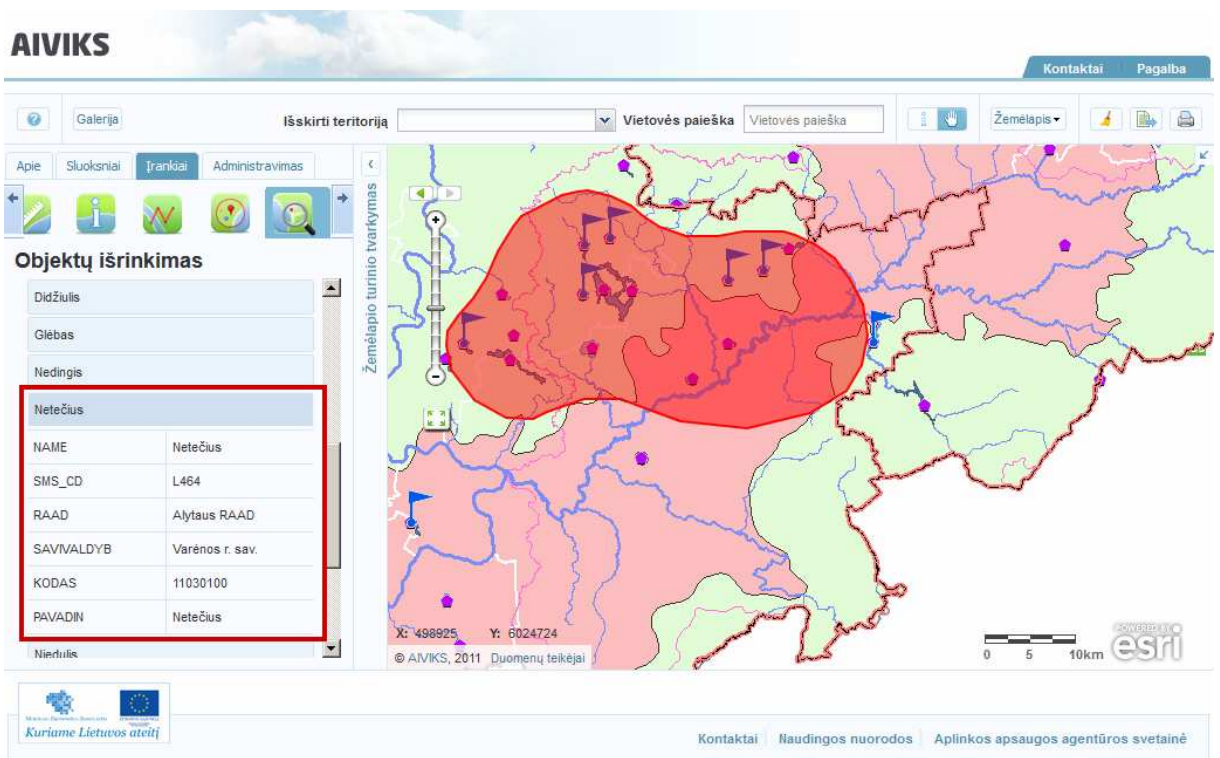 AIVIKS
Kontaktai Pagalba
Galerija Išskirti teritoriją Vietovės paieška Vietovės paieška Žemėlapis
Apie Sluoksniai Įrankiai Administravimas
Žemėlapio turinio tvarkymas
Objektų išrinkimas
Didžiulis
Glėbas
Nedingis
Netečius
NAME Netečius
SMS_CD L464
RAAD Alytaus RAAD
SAVIVALDYB Varėnos r. sav.
KODAS 11030100
PAVADIN Netečius
Niedulis
X: 498925 Y: 6024724
© AIVIKS, 2011 Duomenų teikėjai
0 5 10km
POWERED BY
esri
Kuriame Lietuvos ateitį
Kontaktai Naudingos nuorodos Aplinkos apsaugos agentūros svetainė